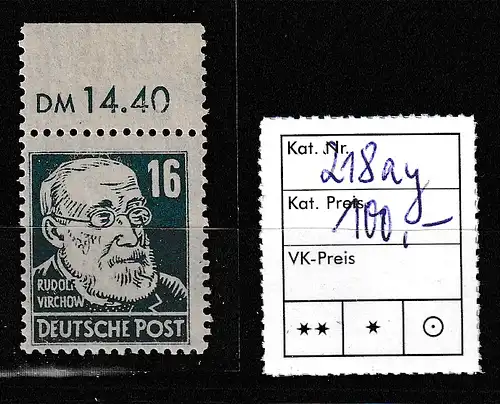 DM 14.40
16
RUDOLF
VIRCHOW
DEUTSCHE POST
Kat. Nr.
218ay
Kat. Preis
100,-
VK-Preis